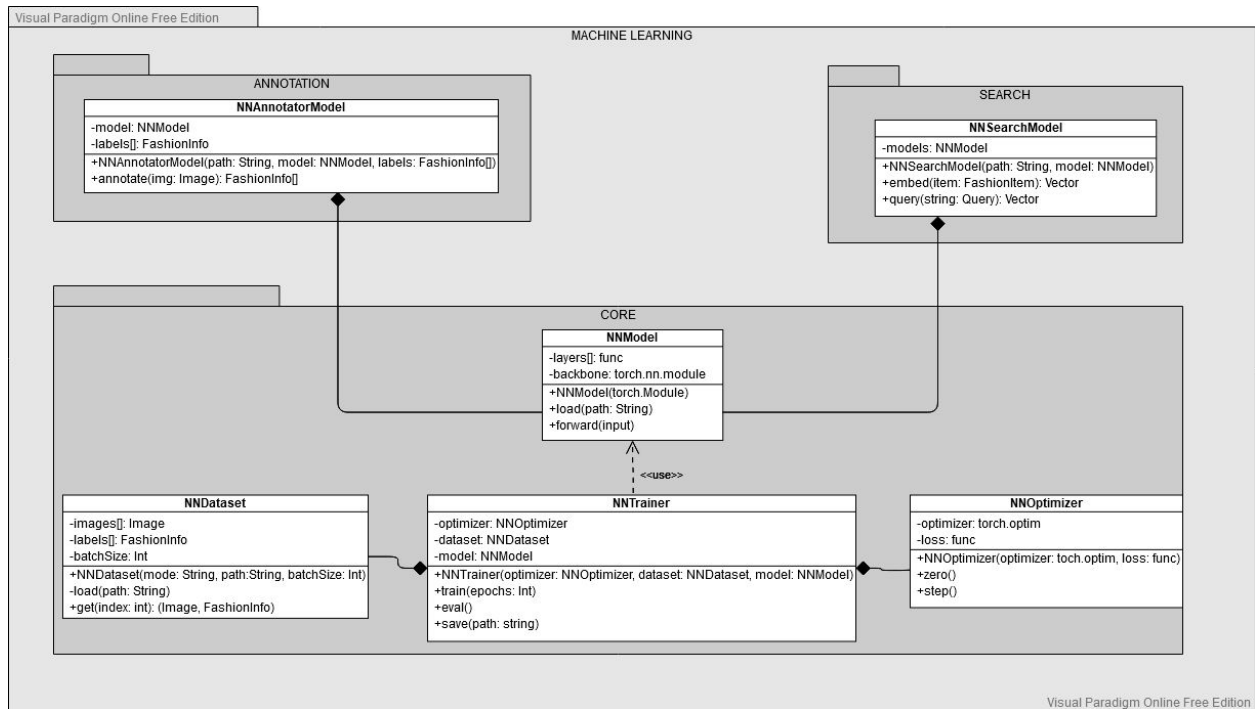 Visual Paradigm Online Free Edition
MACHINE LEARNING
ANNOTATION
NNAnnotatorModel
-model: NNModel
-labels[]: FashionInfo
+NNAnnotatorModel(path: String, model: NNModel, labels: FashionInfo[])
+annotate(img: Image): FashionInfo[]
SEARCH
NNSearchModel
-models: NNModel
+NNSearchModel(path: String, model: NNModel)
+embed(item: FashionItem): Vector
+query(string: Query): Vector
CORE
NNModel
-layers[]: func
-backbone: torch.nn.module
+NNModel(torch.Module)
+load(path: String)
+forward(input)
<<use>>
NNDataset
-images[]: Image
-labels[]: FashionInfo
-batchSize: Int
+NNDataset(mode: String, path:String, batchSize: Int)
-load(path: String)
+get(index: int): (Image, FashionInfo)
NNTrainer
-optimizer: NNOptimizer
-dataset: NNDataset
-model: NNModel
+NNTrainer(optimizer: NNOptimizer, dataset: NNDataset, model: NNModel)
+train(epochs: Int)
+eval()
+save(path: string)
NNOptimizer
-optimizer: torch.optim
-loss: func
+NNOptimizer(optimizer: toch.optim, loss: func)
+zero()
+step()
Visual Paradigm Online Free Edition